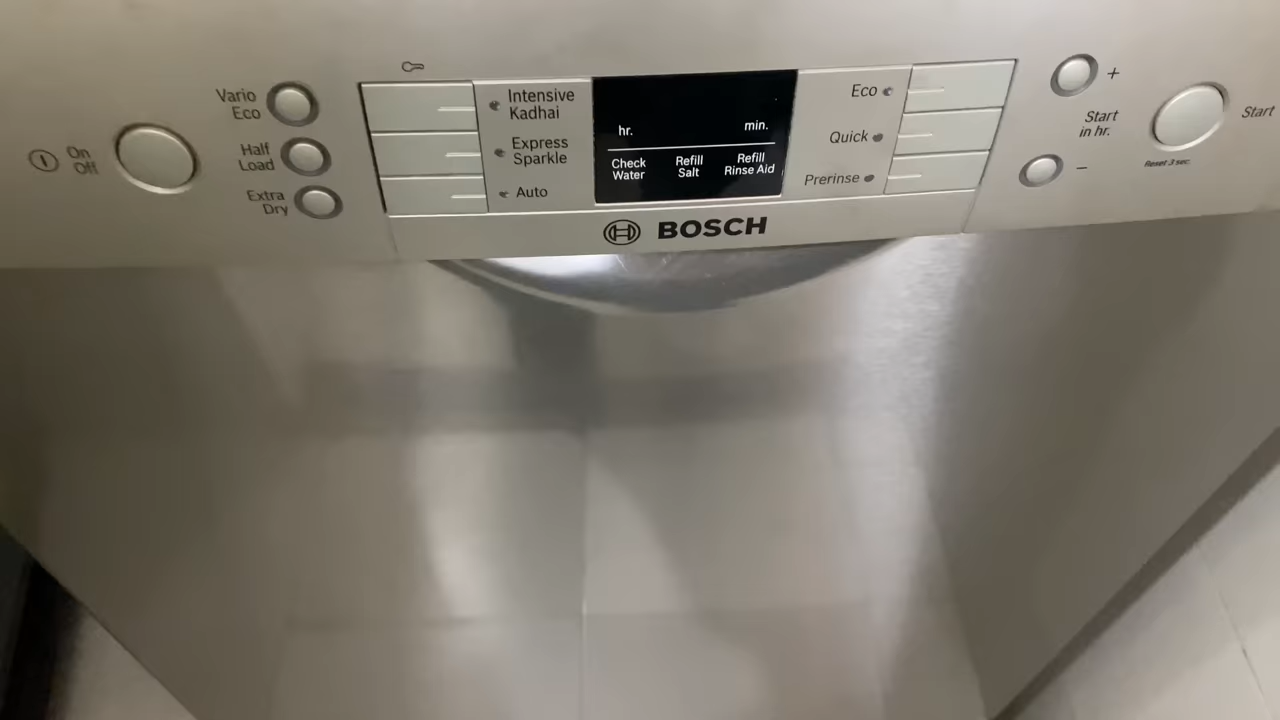 On
Off
Vario
Eco
Half
Load
Extra
Dry
Intensive
Kadhai
Express
Sparkle
Auto
hr.
min.
Check
Water
Refill
Salt
Refill
Rinse Aid
BOSCH
Eco
Quick
Prerinse
+
Start
in hr.
−
Start
Reset 3 sec.